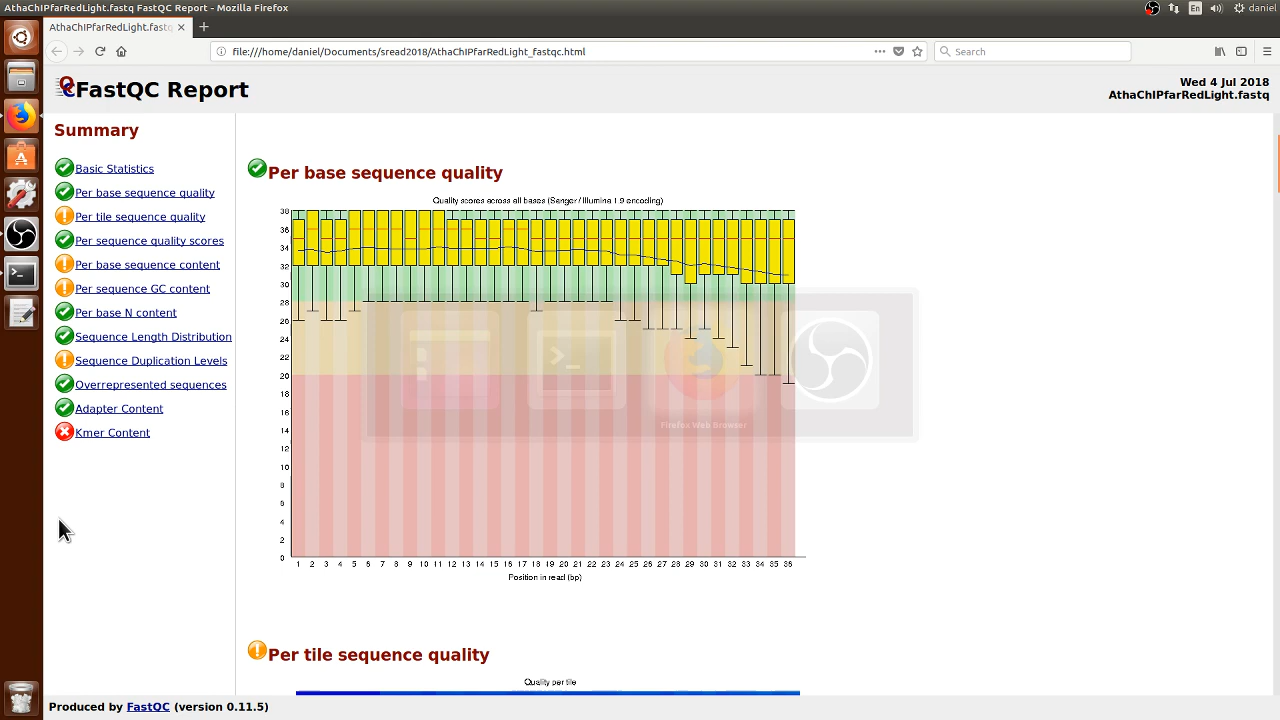 AthaChIPfarRedLight.fastq FastQC Report - Mozilla Firefox
En
daniel
AthaChIPfarRedLight.fastq
file:///home/daniel/Documents/sread2018/AthaChIPfarRedLight_fastqc.html
Search
FastQC Report
Wed 4 Jul 2018
AthaChIPfarRedLight.fastq
Summary
Basic Statistics
Per base sequence quality
Per tile sequence quality
Per sequence quality scores
Per base sequence content
Per sequence GC content
Per base N content
Sequence Length Distribution
Sequence Duplication Levels
Overrepresented sequences
Adapter Content
Kmer Content
Per base sequence quality
Quality scores across all bases (Sanger / Illumina 1.9 encoding)
38
36
34
32
30
28
26
24
22
20
18
16
14
12
10
8
6
4
2
0
1 2 3 4 5 6 7 8 9 10 11 12 13 14 15 16 17 18 19 20 21 22 23 24 25 26 27 28 29 30 31 32 33 34 35 36
Position in read (bp)
Firefox Web Browser
Per tile sequence quality
Quality per tile
Produced by FastQC (version 0.11.5)